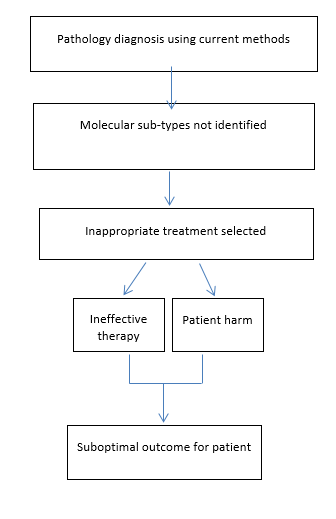 Pathology diagnosis using current methods
Molecular sub-types not identified
Inappropriate treatment selected
Ineffective
therapy
Patient harm
Suboptimal outcome for patient